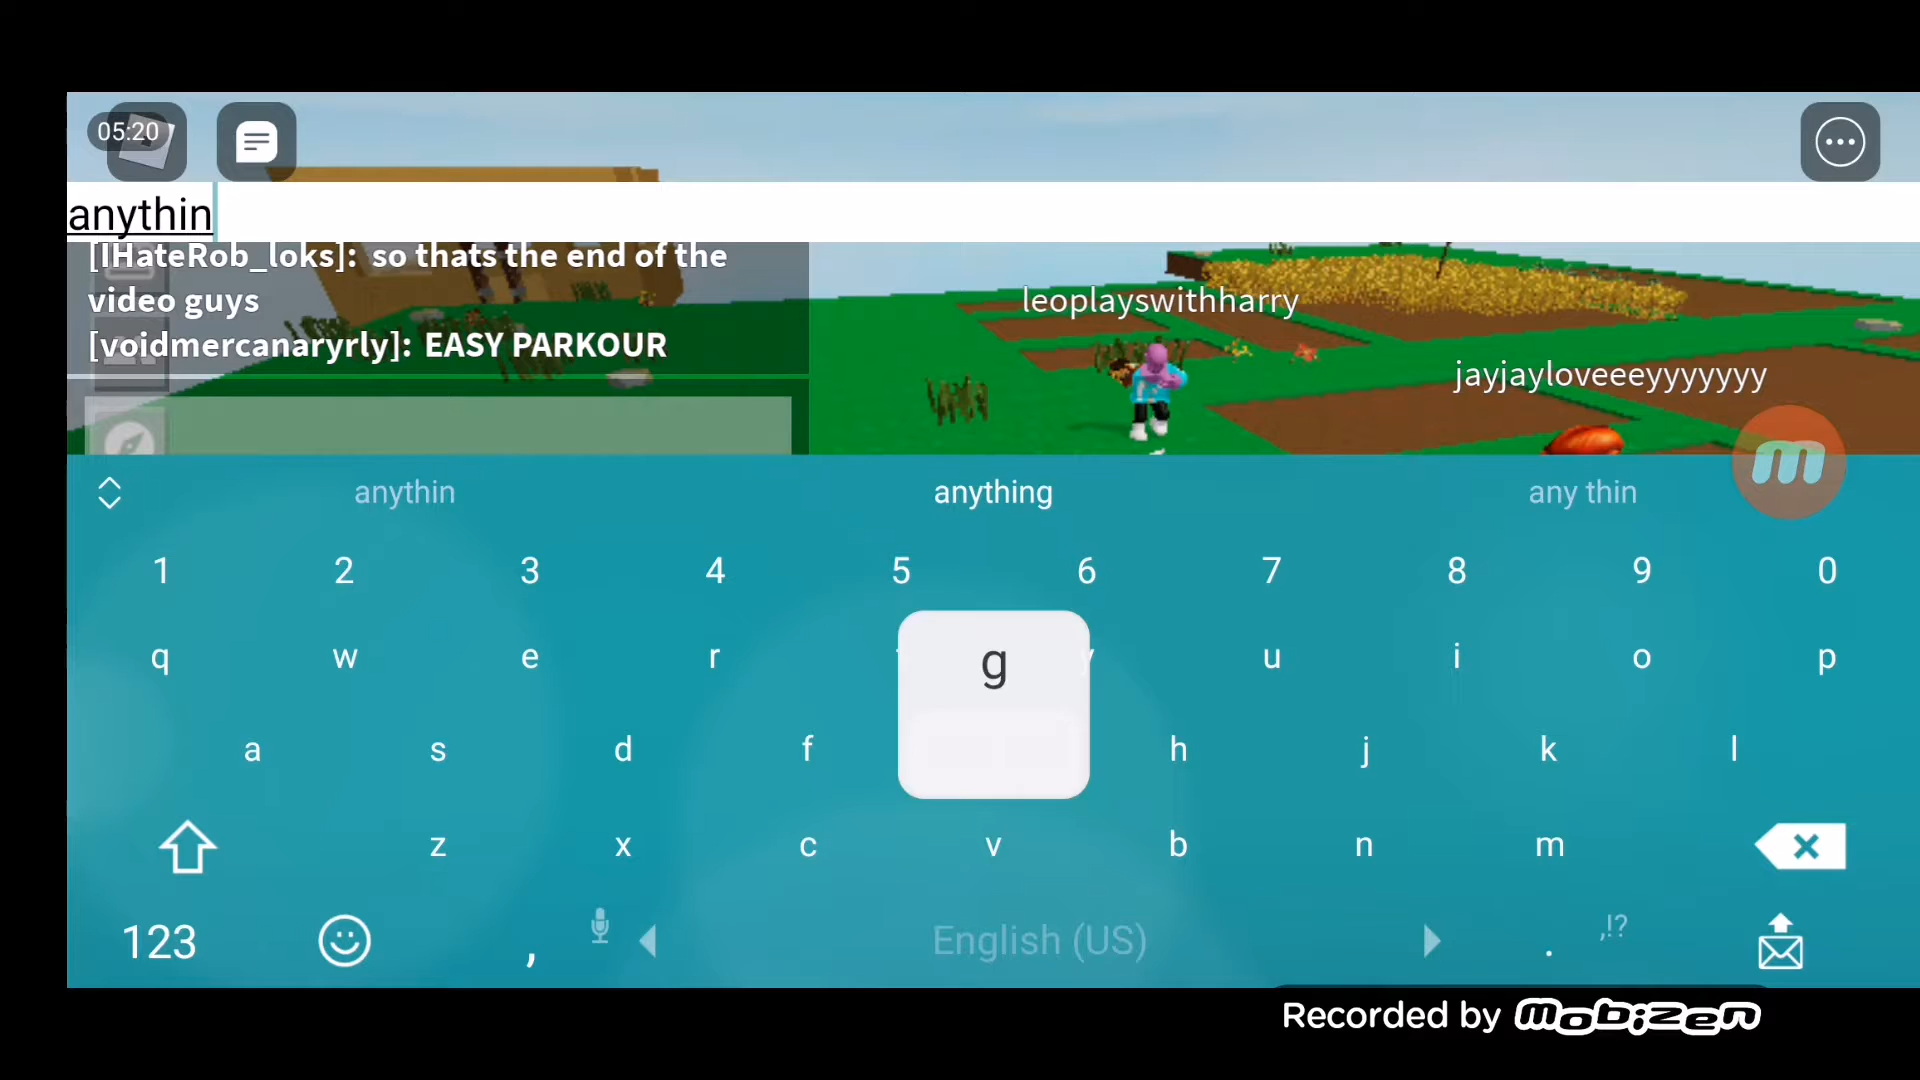 05:20
anythin
[IHateRob_loks]: so thats the end of the
video guys
[voidmercanaryrly]: EASY PARKOUR
leoplayswithharry
jayjayloveeeyyyyyyy
anythin anything any thin
1 2 3 4 5 6 7 8 9 0
q w e r y u i o p
g
a s d f h j k l
z x c v b n m
123 , English (US) . ,!?
Recorded by mobizen